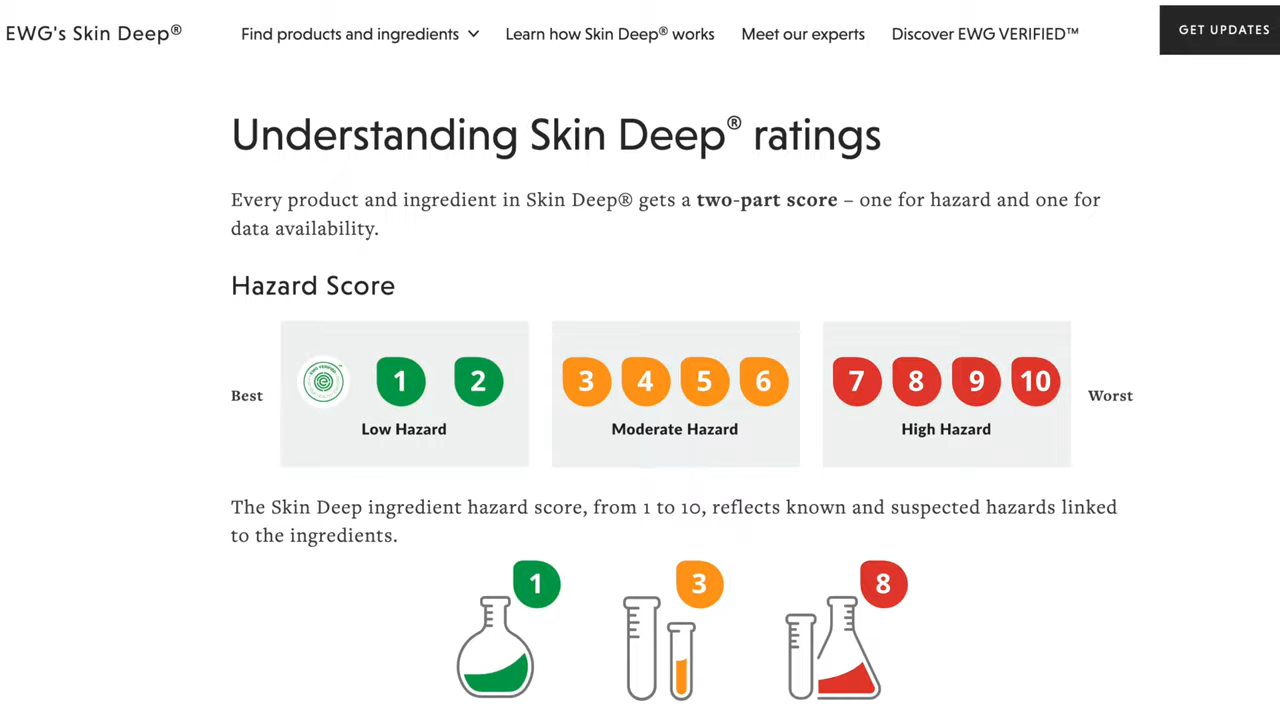 EWG's Skin Deep® Find products and ingredients Learn how Skin Deep® works Meet our experts Discover EWG VERIFIED™ GET UPDATES
Understanding Skin Deep® ratings
Every product and ingredient in Skin Deep® gets a two-part score – one for hazard and one for
data availability.
Hazard Score
1 2 3 4 5 6 7 8 9 10
Best Worst
Low Hazard Moderate Hazard High Hazard
The Skin Deep ingredient hazard score, from 1 to 10, reflects known and suspected hazards linked
to the ingredients.
1 3 8